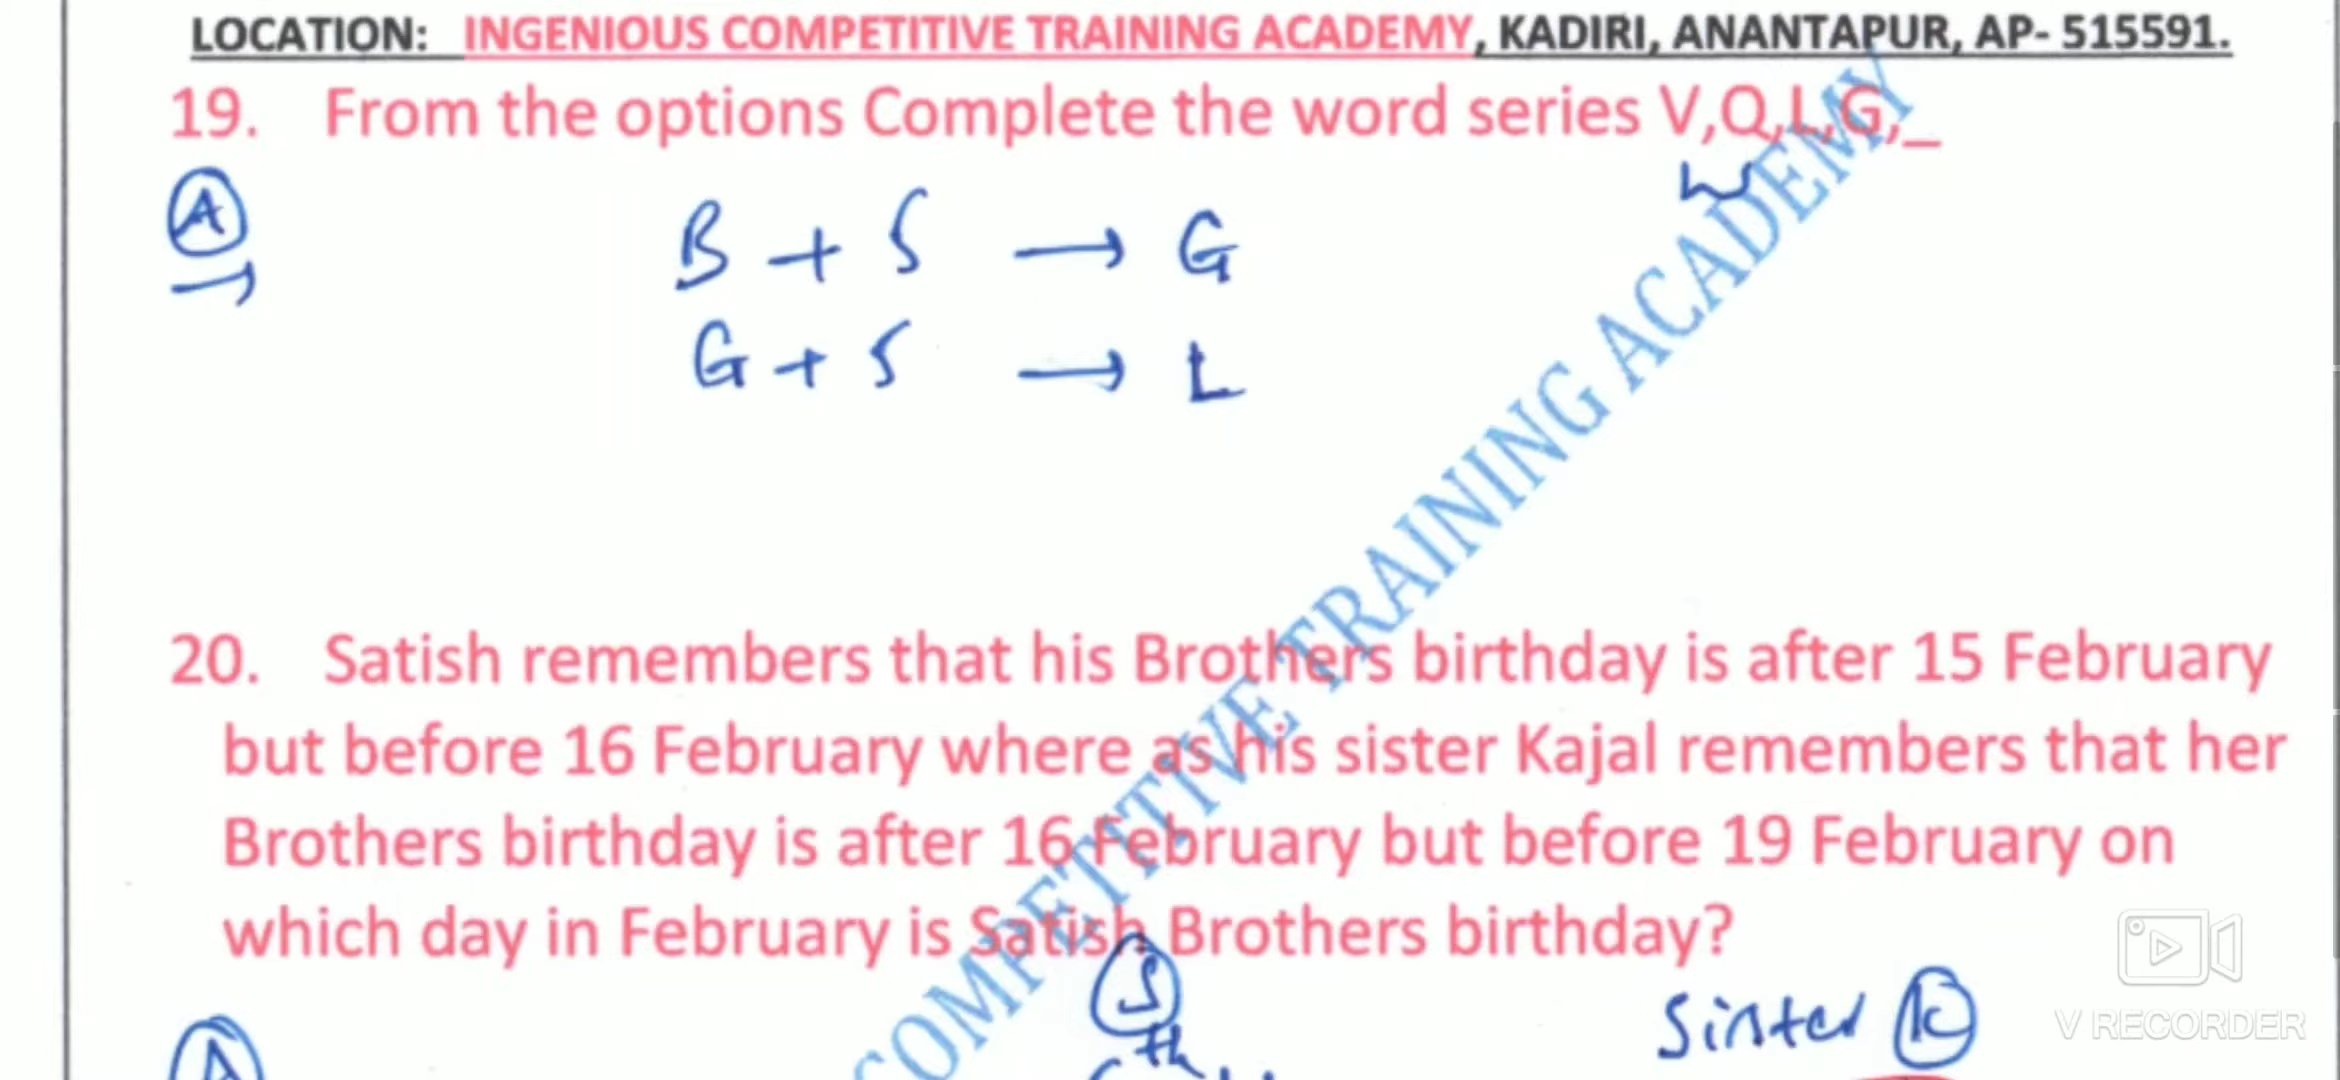 LOCATION: INGENIOUS COMPETITIVE TRAINING ACADEMY, KADIRI, ANANTAPUR, AP- 515591.
19. From the options Complete the word series V,Q,L,G,_
A
B + 5 → G
G + 5 → L
20. Satish remembers that his Brothers birthday is after 15 February
but before 16 February where as his sister Kajal remembers that her
Brothers birthday is after 16 February but before 19 February on
which day in February is Satish Brothers birthday?
S
Sister K
A
th
COMPETITIVE TRAINING ACADEMY
V RECORDER